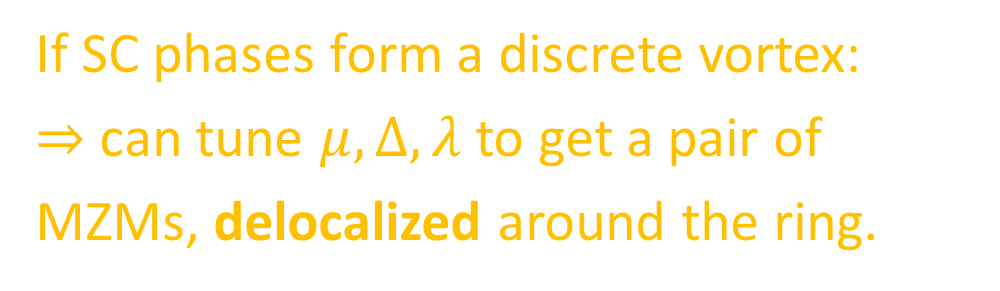 If SC phases form a discrete vortex:
⇒ can tune 𝜇, Δ, 𝜆 to get a pair of
MZMs, delocalized around the ring.